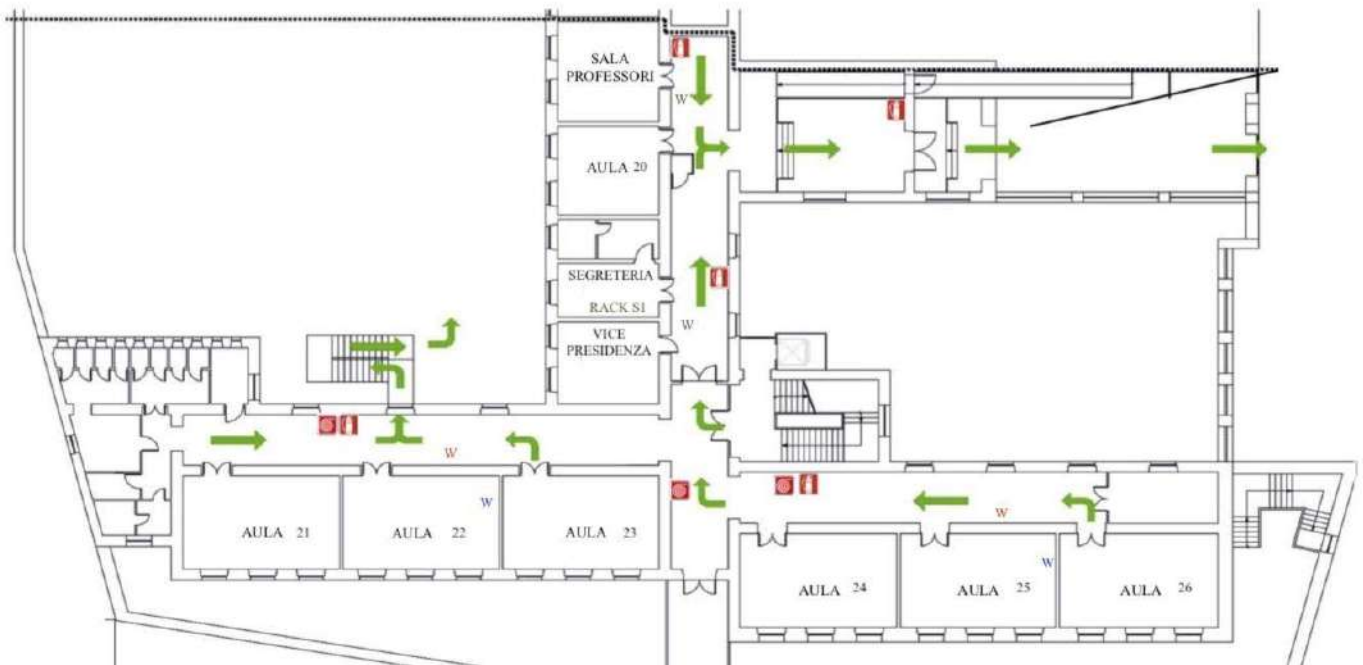 SALA
PROFESSORI
W
AULA 20
SEGRETERIA
RACK S1
W
VICE
PRESIDENZA
W
W
AULA 21
AULA 22
AULA 23
W
W
AULA 24
AULA 25
AULA 26